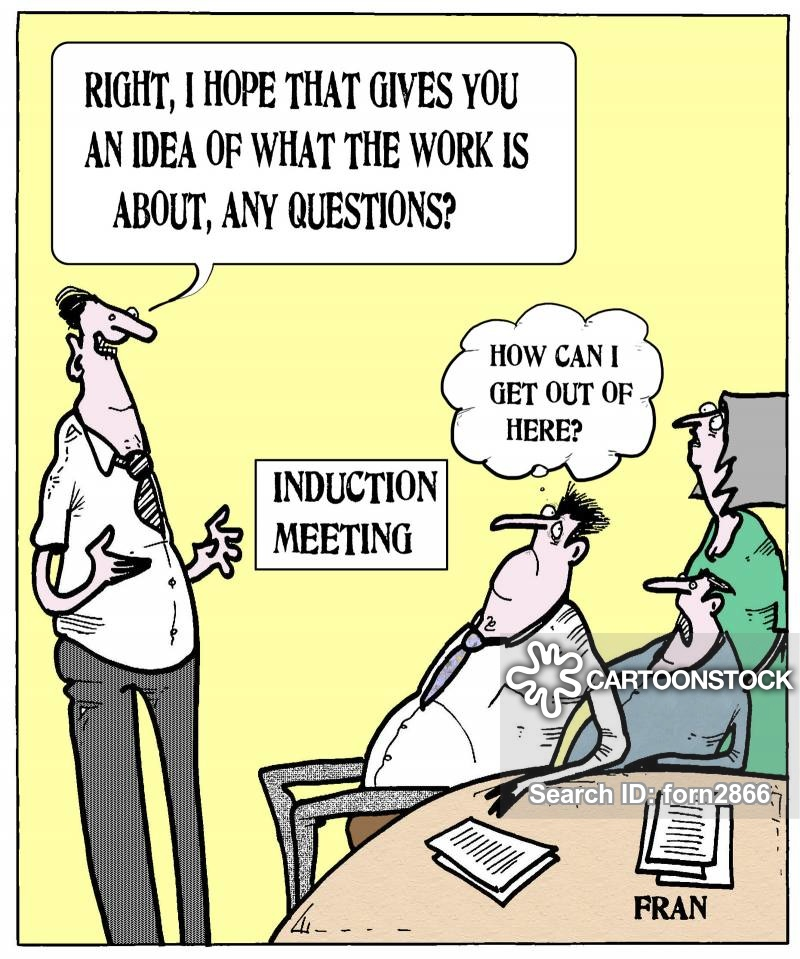 RIGHT, I HOPE THAT GIVES YOU
AN IDEA OF WHAT THE WORK IS
ABOUT, ANY QUESTIONS?
HOW CAN I
GET OUT OF
HERE?
INDUCTION
MEETING
CARTOONSTOCK
Search ID: forn2866
FRAN